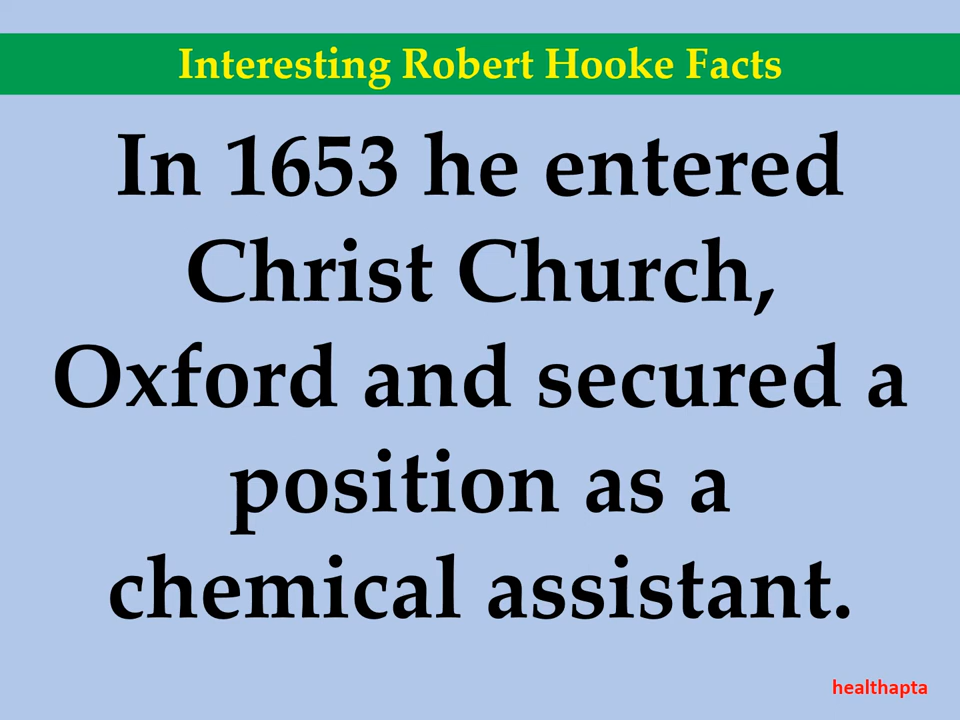 Interesting Robert Hooke Facts
In 1653 he entered
Christ Church,
Oxford and secured a
position as a
chemical assistant.
healthapta